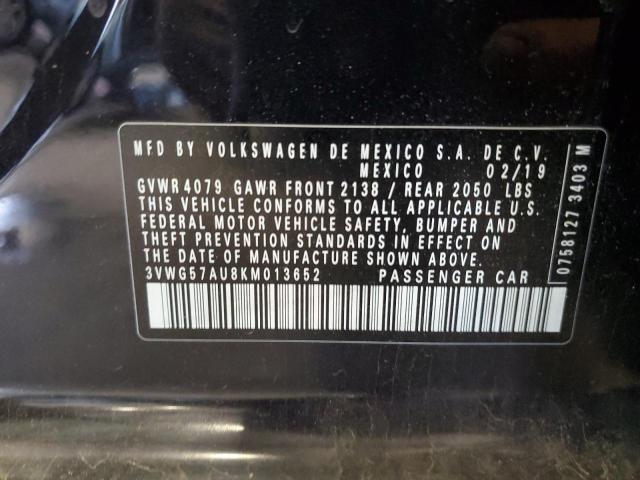 MFD BY VOLKSWAGEN DE MEXICO S.A. DE C.V.
MEXICO 02/19
GVWR 4079 GAWR FRONT 2138 / REAR 2050 LBS
THIS VEHICLE CONFORMS TO ALL APPLICABLE U.S.
FEDERAL MOTOR VEHICLE SAFETY, BUMPER AND
THEFT PREVENTION STANDARDS IN EFFECT ON
THE DATE OF MANUFACTURE SHOWN ABOVE.
3VWG57AU8KM013652 PASSENGER CAR
0758127 3403 M